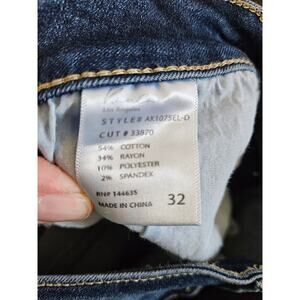 Los Angeles
STYLE# AK1075EL-D
CUT # 33870
54% COTTON
34% RAYON
10% POLYESTER
2% SPANDEX
RN# 144635
MADE IN CHINA 32